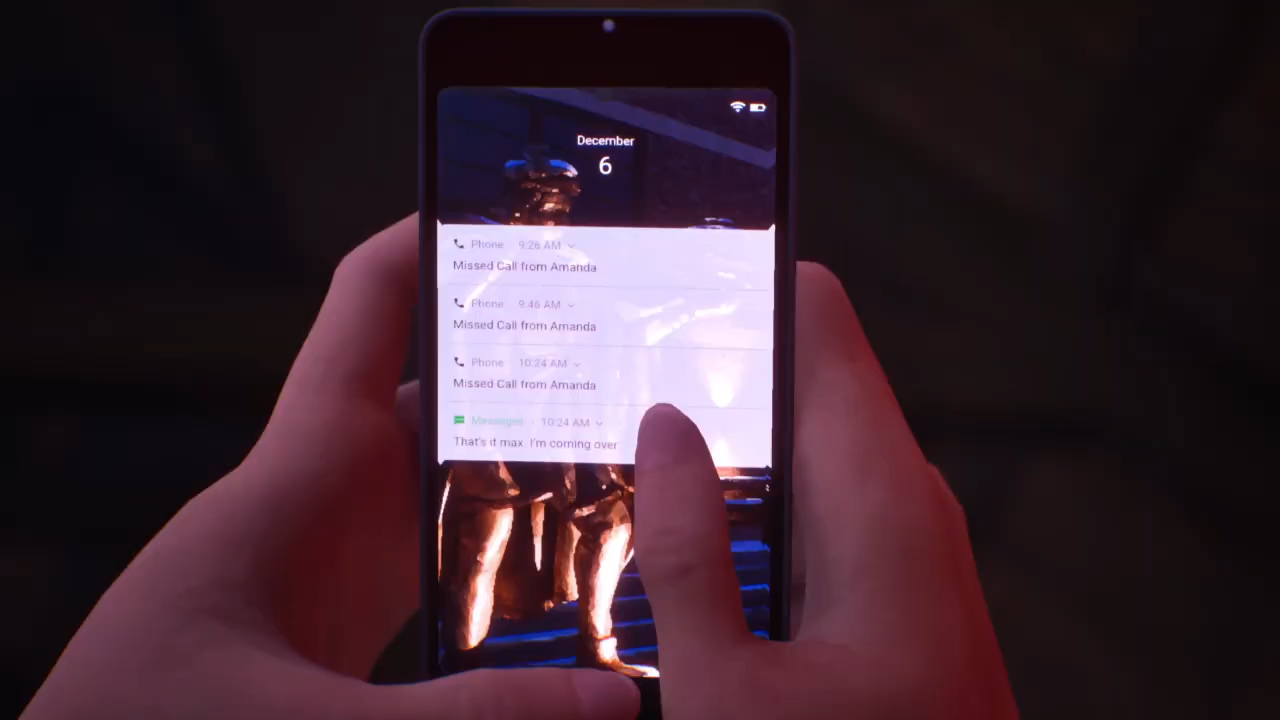 December
6
Phone 9:26 AM
Missed Call from Amanda
Phone 9:46 AM
Missed Call from Amanda
Phone 10:24 AM
Missed Call from Amanda
Messages · 10:24 AM
That's it max. I'm coming over